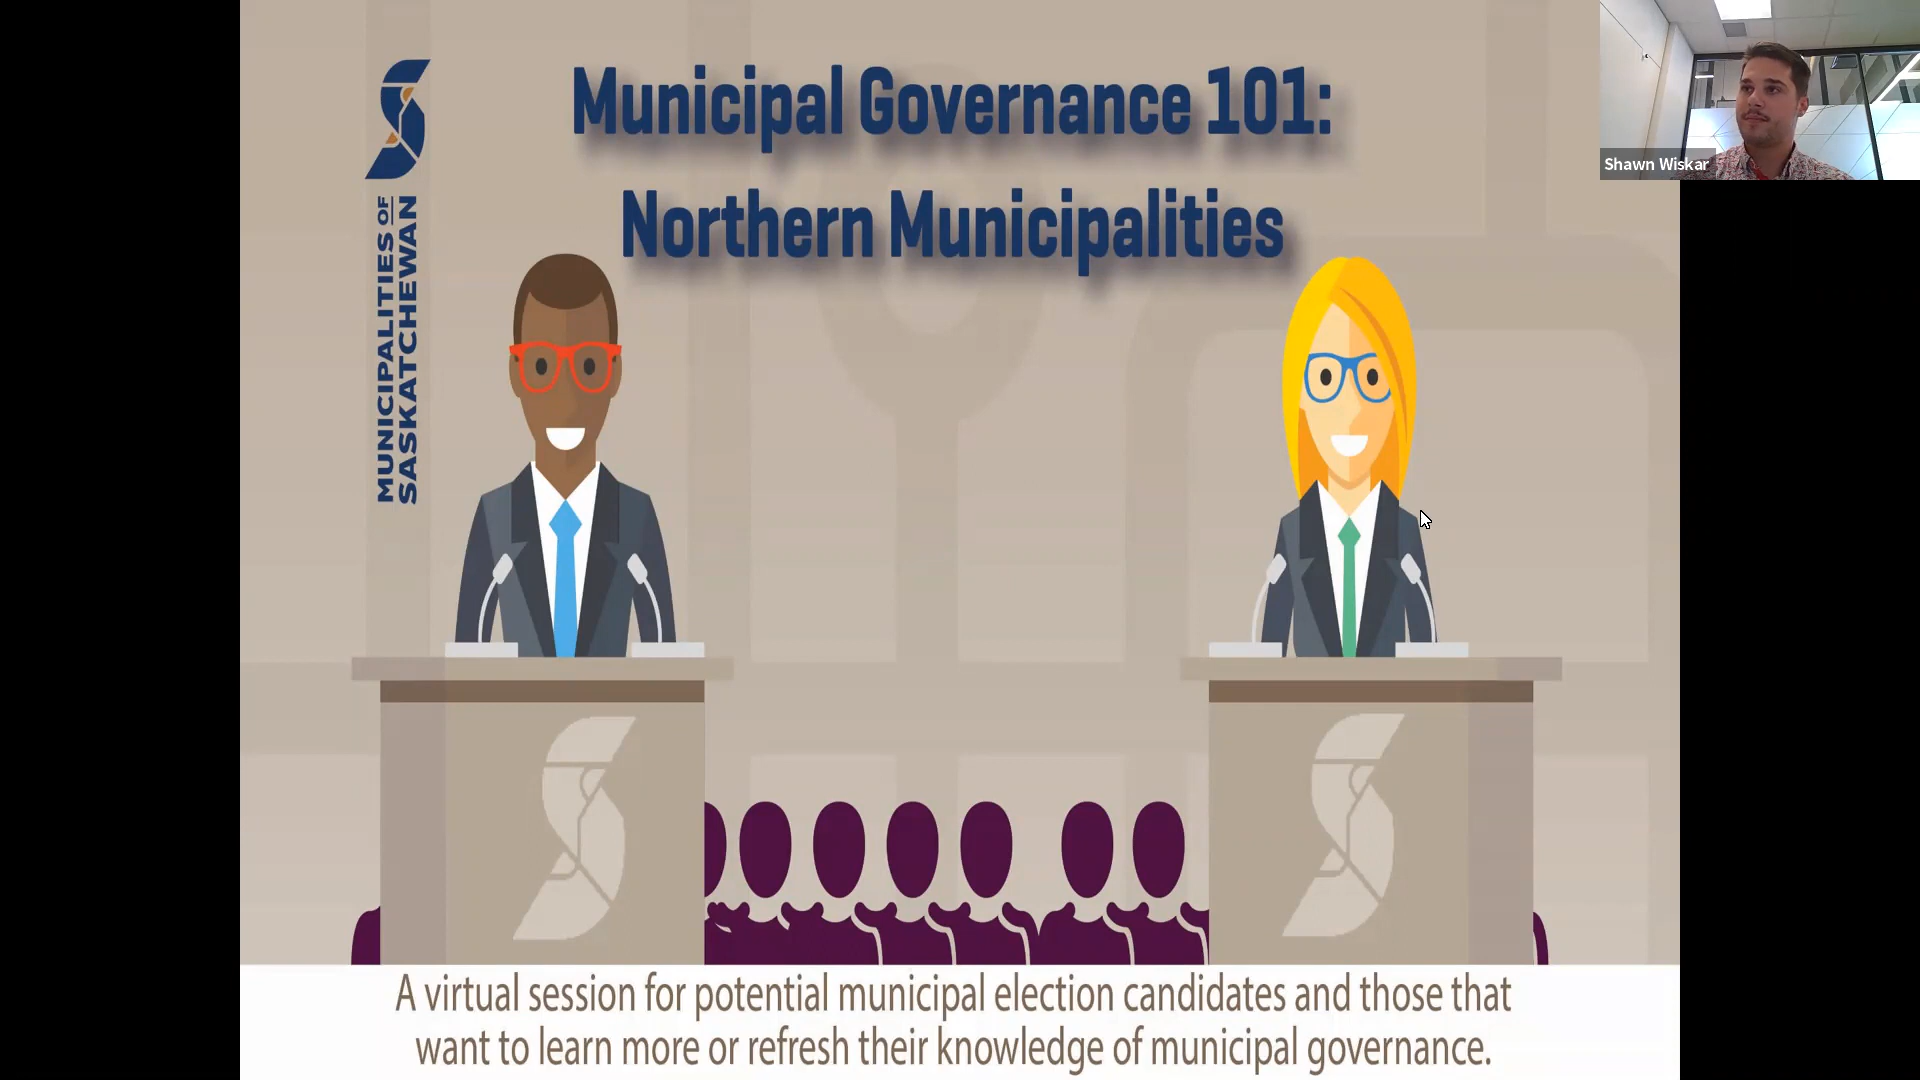 Municipal Governance 101:
Northern Municipalities
MUNICIPALITIES OF
SASKATCHEWAN
Shawn Wiskar
A virtual session for potential municipal election candidates and those that
want to learn more or refresh their knowledge of municipal governance.